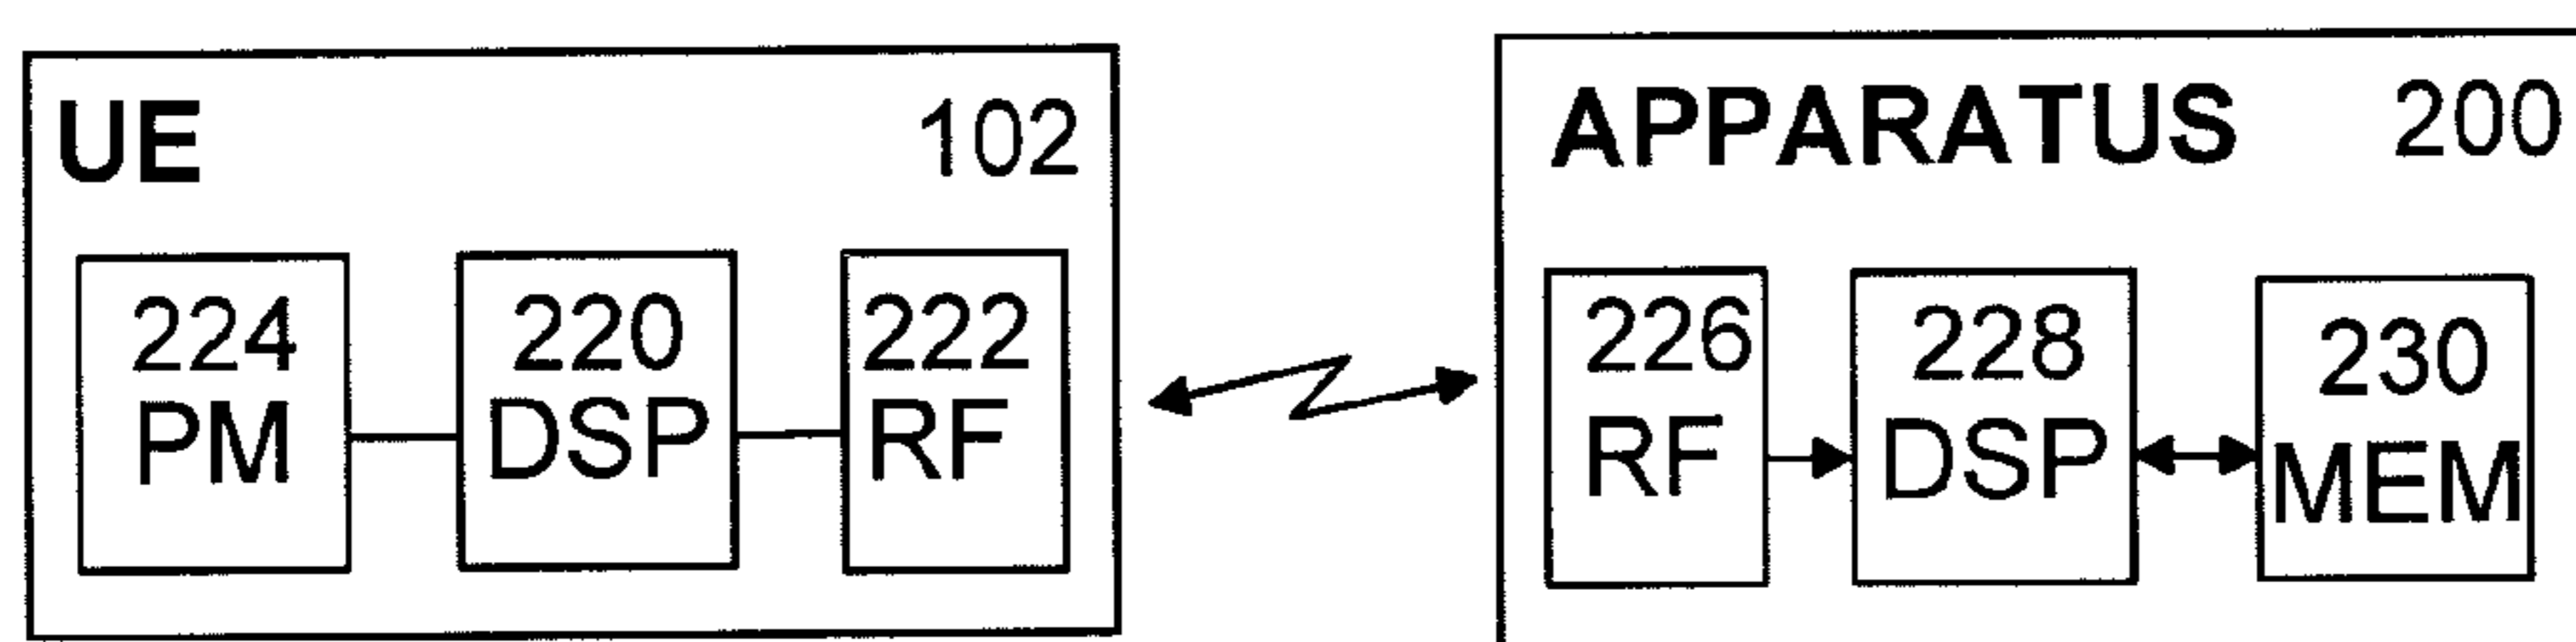 UE 102
224 PM
220 DSP
222 RF
APPARATUS 200
226 RF
228 DSP
230 MEM